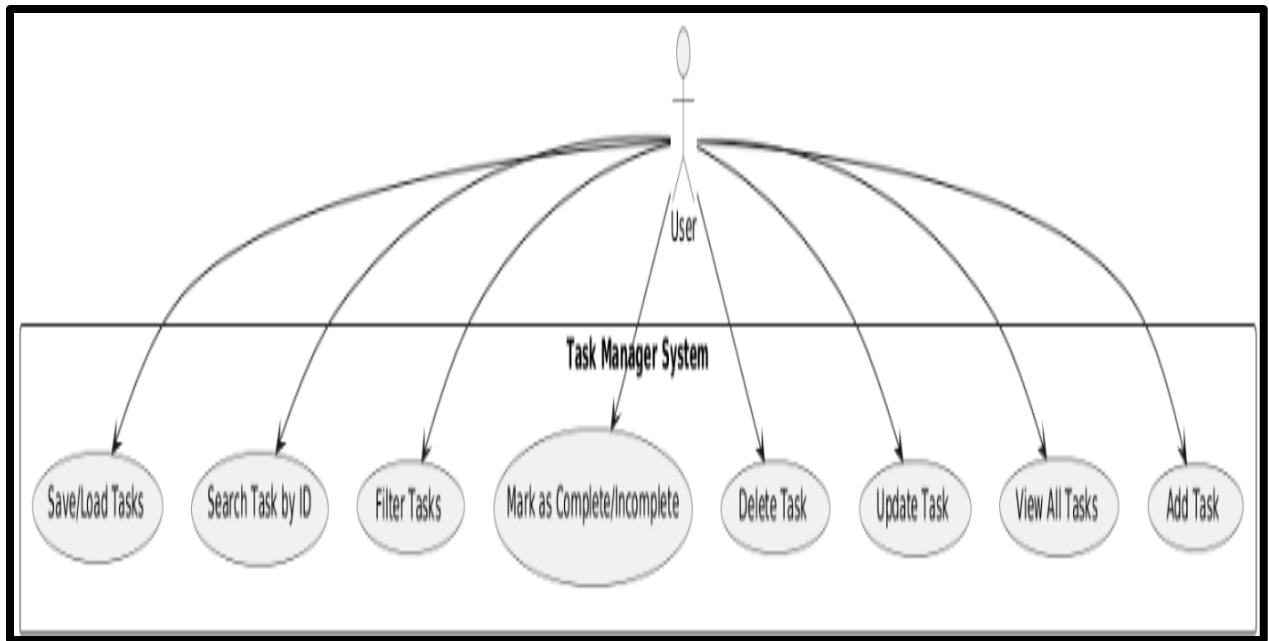 User
Task Manager System
Save/Load Tasks
Search Task by ID
Filter Tasks
Mark as Complete/Incomplete
Delete Task
Update Task
View All Tasks
Add Task